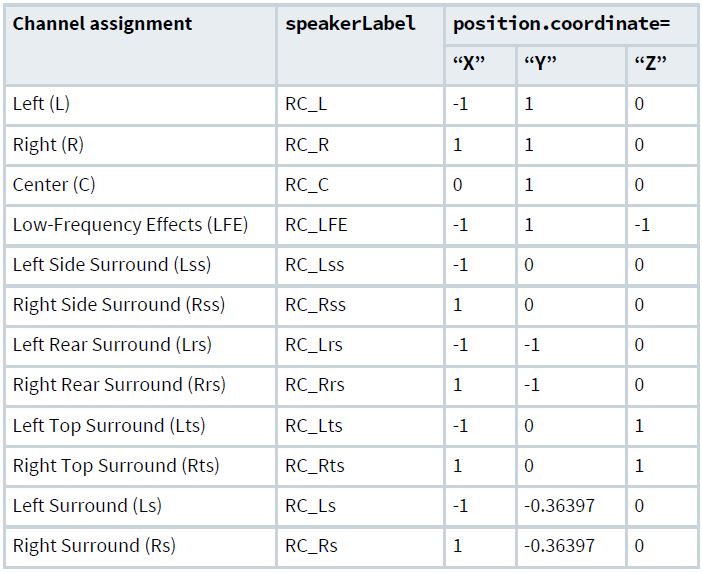 Channel assignment speakerLabel position.coordinate=
“X” “Y” “Z”
Left (L) RC_L -1 1 0
Right (R) RC_R 1 1 0
Center (C) RC_C 0 1 0
Low-Frequency Effects (LFE) RC_LFE -1 1 -1
Left Side Surround (Lss) RC_Lss -1 0 0
Right Side Surround (Rss) RC_Rss 1 0 0
Left Rear Surround (Lrs) RC_Lrs -1 -1 0
Right Rear Surround (Rrs) RC_Rrs 1 -1 0
Left Top Surround (Lts) RC_Lts -1 0 1
Right Top Surround (Rts) RC_Rts 1 0 1
Left Surround (Ls) RC_Ls -1 -0.36397 0
Right Surround (Rs) RC_Rs 1 -0.36397 0